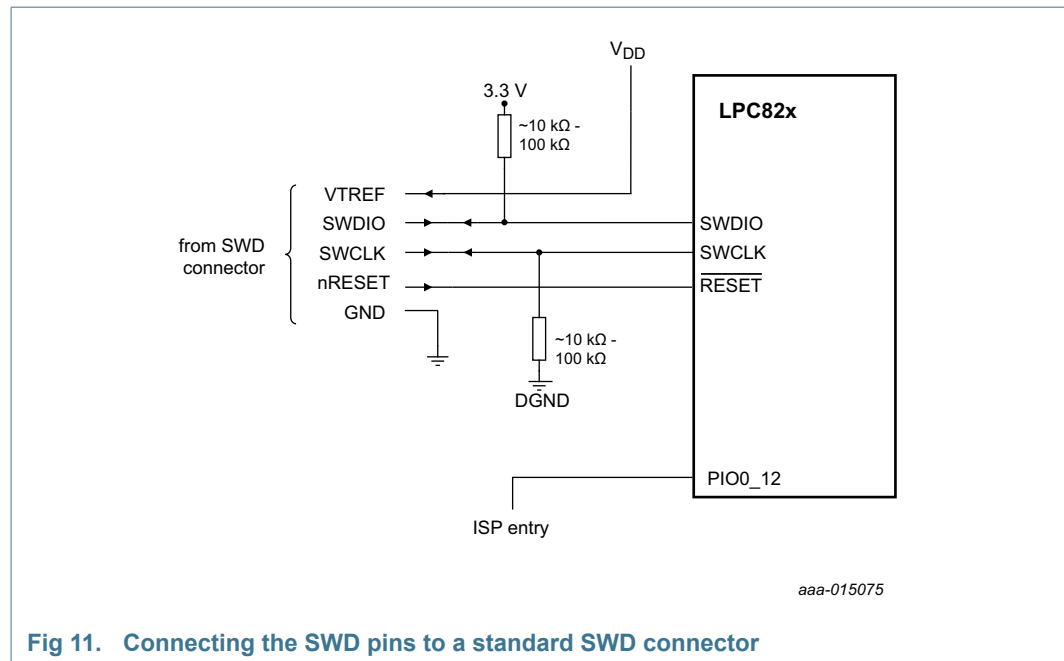 VDD
3.3 V
~10 kΩ -
100 kΩ
LPC82x
VTREF
SWDIO
SWCLK
nRESET
GND
from SWD
connector
SWDIO
SWCLK
RESET
~10 kΩ -
100 kΩ
DGND
PIO0_12
ISP entry
aaa-015075
Fig 11. Connecting the SWD pins to a standard SWD connector